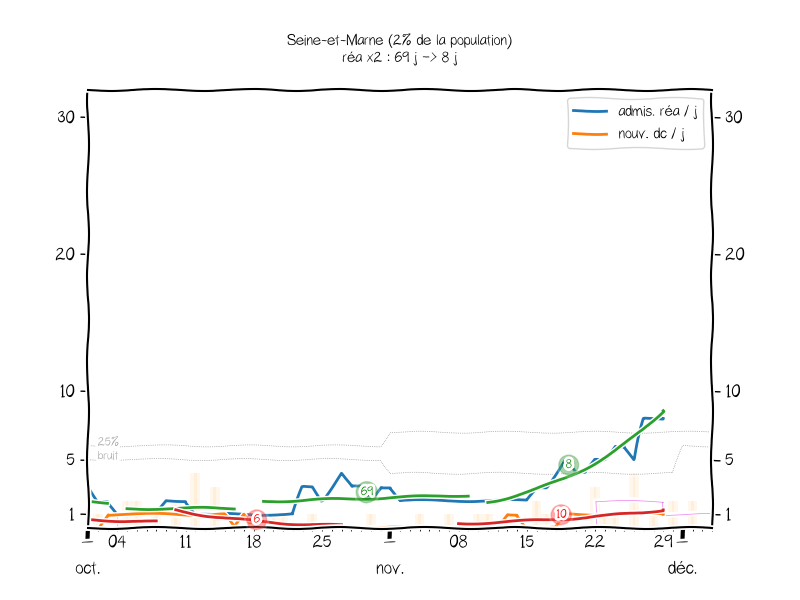 Seine-et-Marne (2% de la population)
réa x2 : 69 j -> 8 j
admis. réa / j
nouv. dc / j
30
30
20
20
10
10
25%
bruit
5
5
69
8
6
10
1
1
04
11
18
25
08
15
22
29
oct.
nov.
déc.